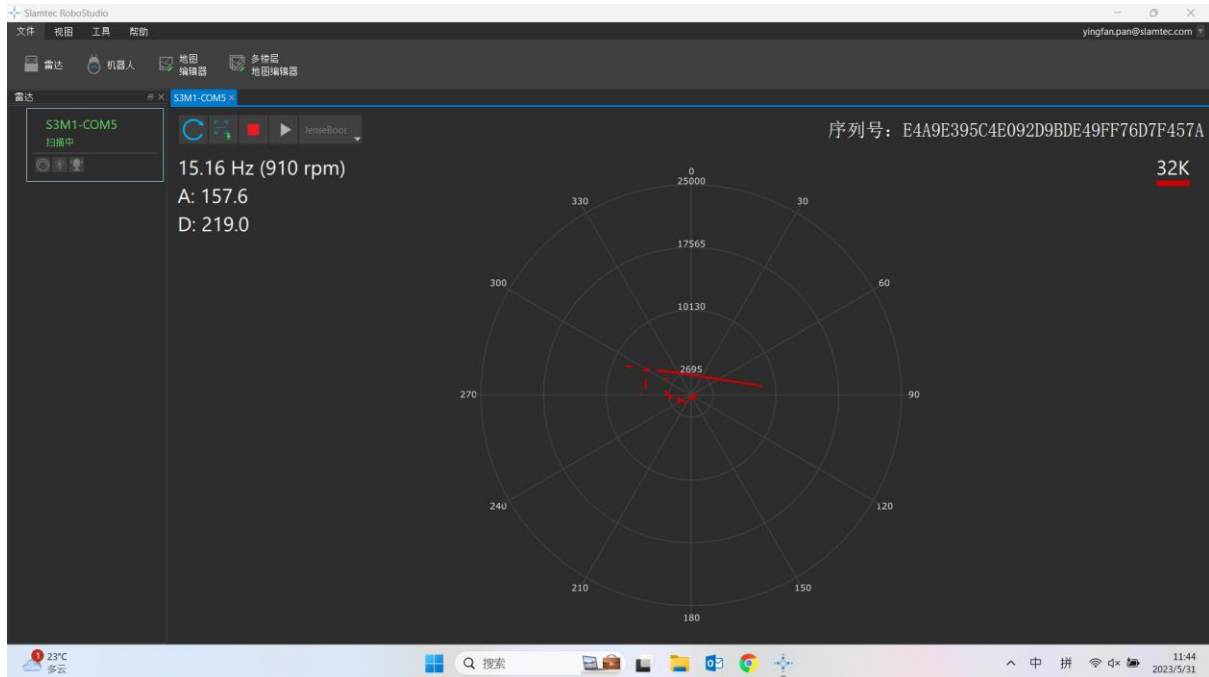 Slamtec RoboStudio
文件 视图 工具 帮助
yingfan.pan@slamtec.com
雷达 机器人 地图编辑器 多楼层地图编辑器
雷达
S3M1-COM5
S3M1-COM5
扫描中
DenseBoos
序列号: E4A9E395C4E092D9BDE49FF76D7F457A
15.16 Hz (910 rpm)
32K
A: 157.6
D: 219.0
0
25000
330
30
17565
300
60
10130
2695
270
90
240
120
210
150
180
1
23°C
多云
搜索
中 拼
11:44
2023/5/31